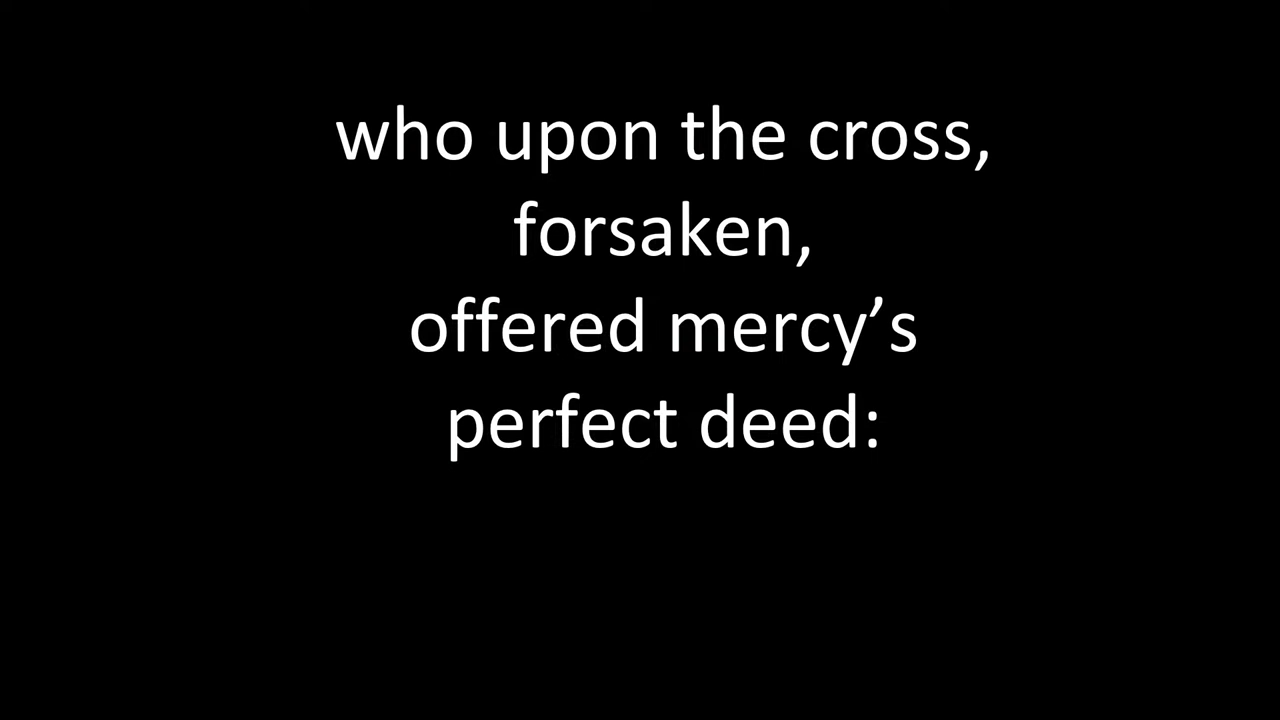 who upon the cross,
forsaken,
offered mercy’s
perfect deed: